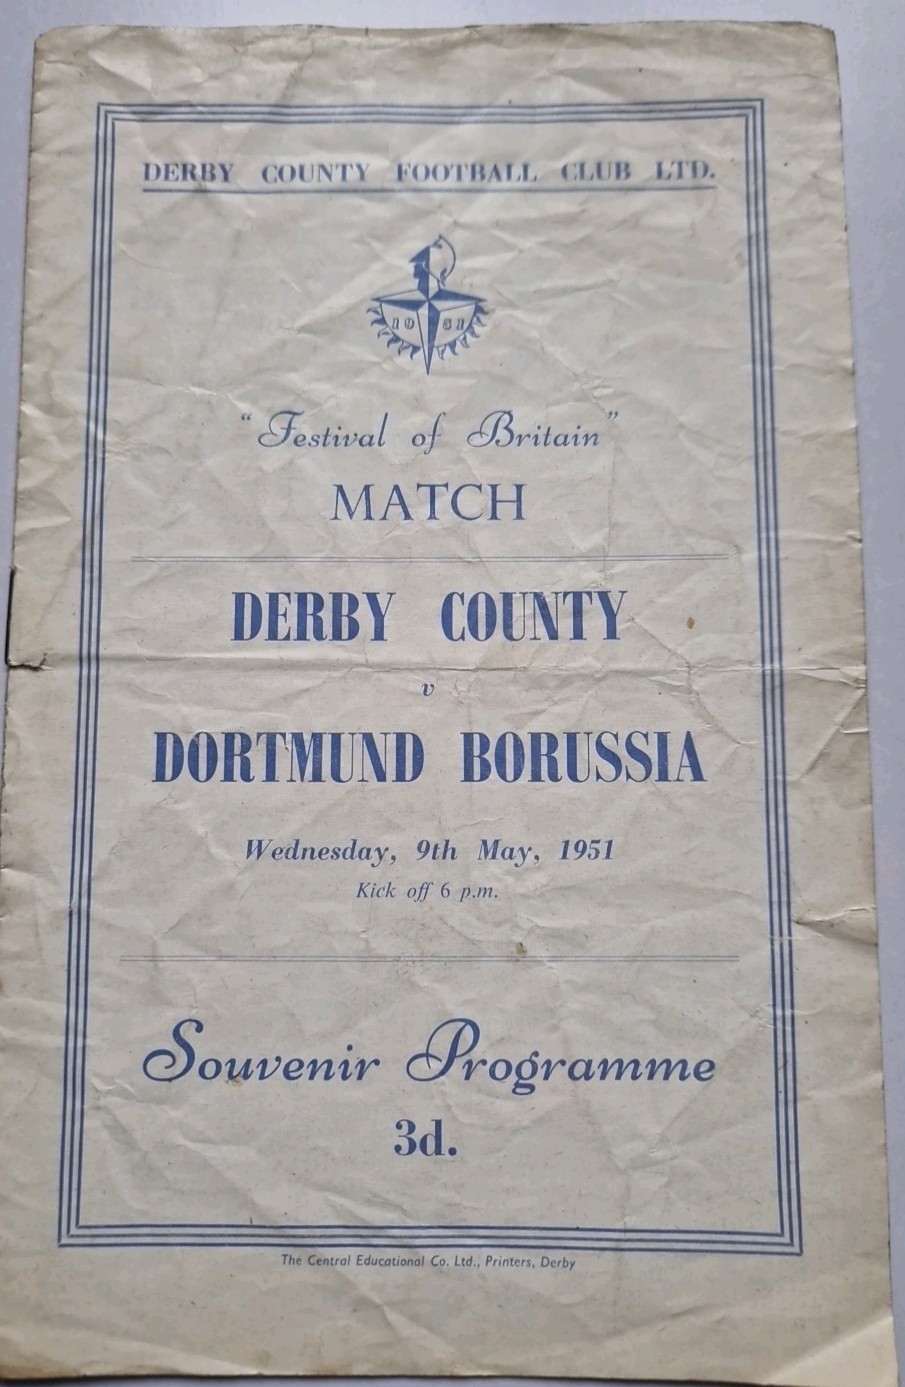 DERBY COUNTY FOOTBALL CLUB LTD.
19 51
"Festival of Britain"
MATCH
DERBY COUNTY
v
DORTMUND BORUSSIA
Wednesday, 9th May, 1951
Kick off 6 p.m.
Souvenir Programme
3d.
The Central Educational Co. Ltd., Printers, Derby